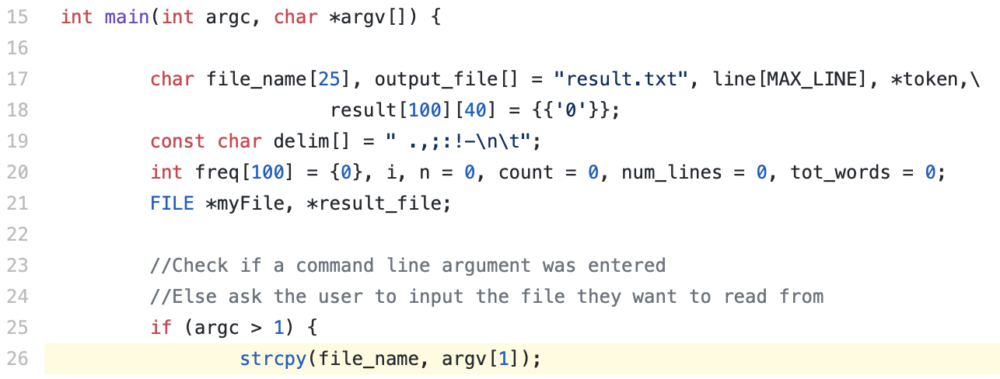 15 int main(int argc, char *argv[]) {
16
17 char file_name[25], output_file[] = "result.txt", line[MAX_LINE], *token,\
18 result[100][40] = {{'0'}};
19 const char delim[] = " .,;:!-\n\t";
20 int freq[100] = {0}, i, n = 0, count = 0, num_lines = 0, tot_words = 0;
21 FILE *myFile, *result_file;
22
23 //Check if a command line argument was entered
24 //Else ask the user to input the file they want to read from
25 if (argc > 1) {
26 strcpy(file_name, argv[1]);